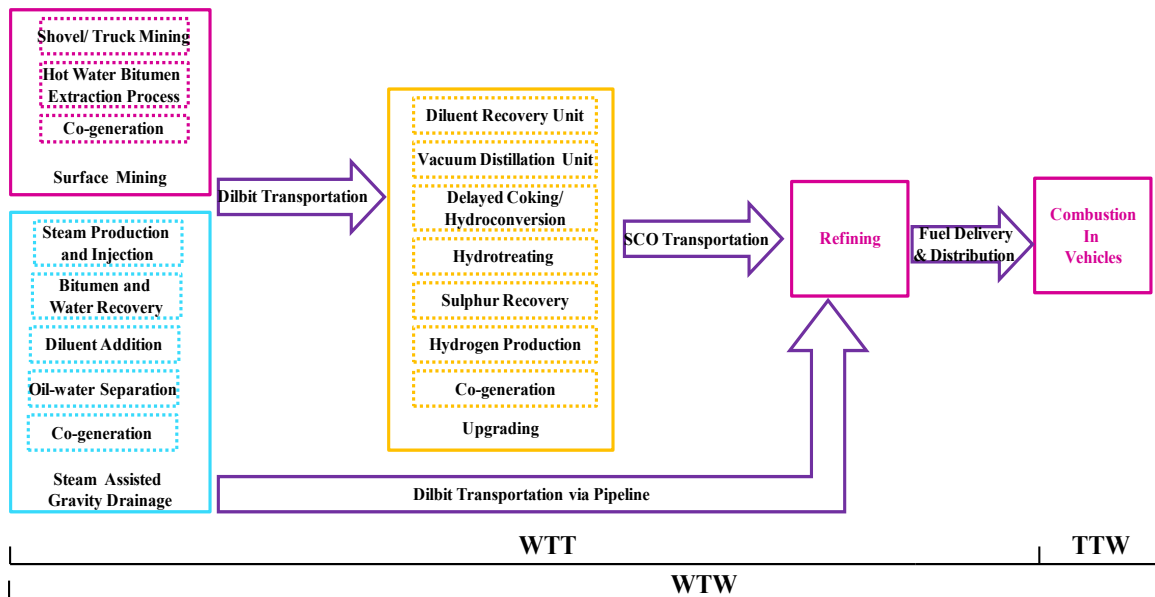 Shovel/ Truck Mining
Hot Water Bitumen
Extraction Process
Co-generation
Surface Mining
Steam Production
and Injection
Bitumen and
Water Recovery
Diluent Addition
Oil-water Separation
Co-generation
Steam Assisted
Gravity Drainage
Dilbit Transportation
Diluent Recovery Unit
Vacuum Distillation Unit
Delayed Coking/
Hydroconversion
Hydrotreating
Sulphur Recovery
Hydrogen Production
Co-generation
Upgrading
SCO Transportation
Refining
Fuel Delivery
& Distribution
Combustion
In
Vehicles
Dilbit Transportation via Pipeline
WTT
TTW
WTW